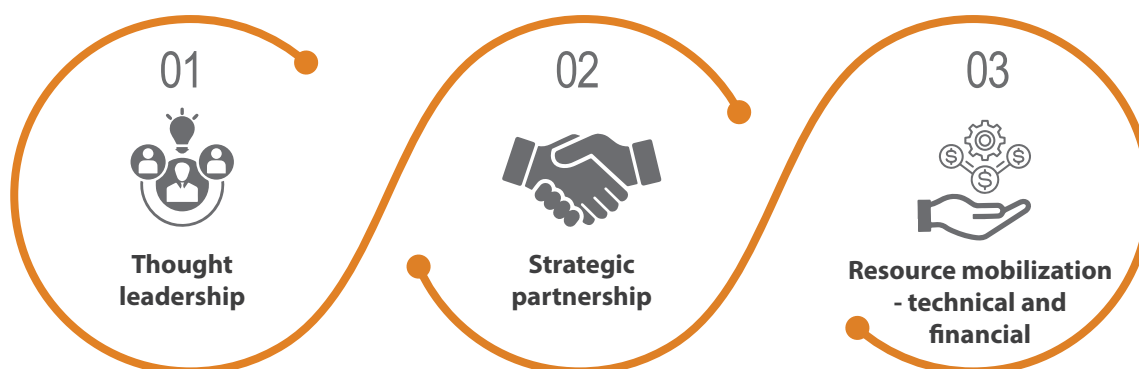 01
Thought
leadership
02
Strategic
partnership
03
$ $
$
Resource mobilization
- technical and
financial